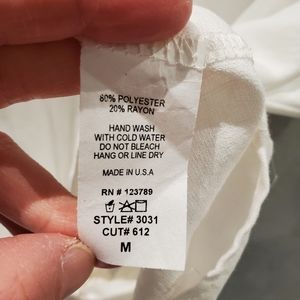 80% POLYESTER
20% RAYON
HAND WASH
WITH COLD WATER
DO NOT BLEACH
HANG OR LINE DRY
MADE IN U.S.A
RN # 123789
STYLE# 3031
CUT# 612
M